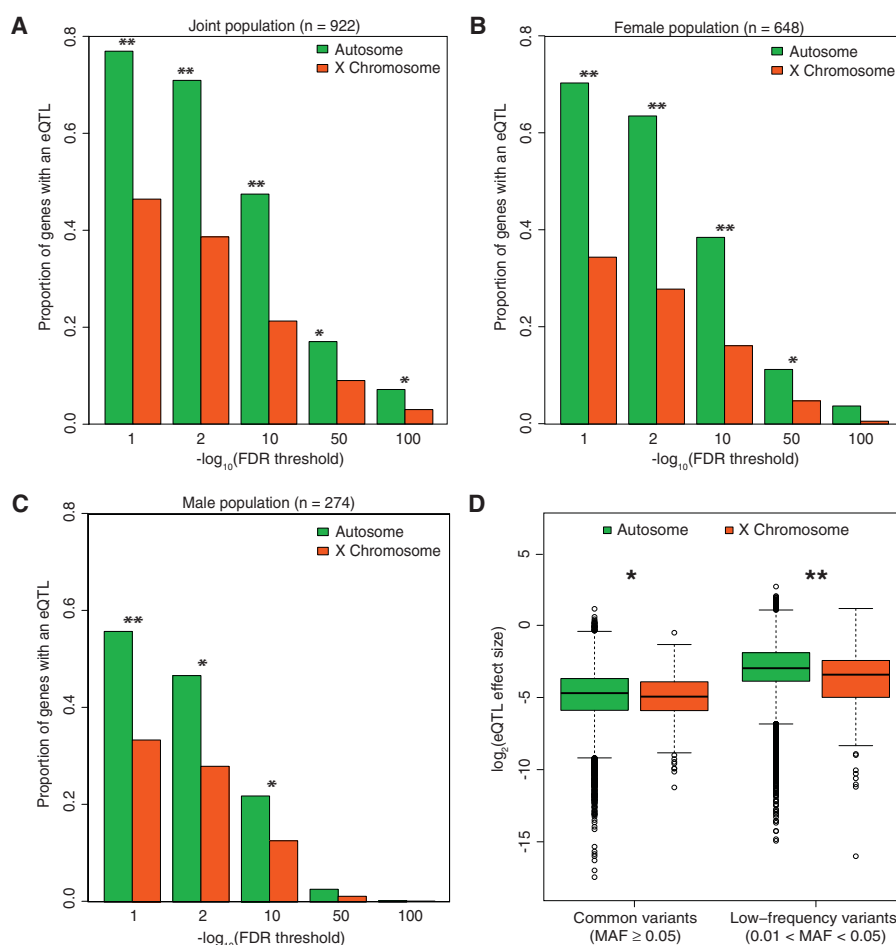 A
Joint population (n = 922)
Autosome
X Chromosome
Proportion of genes with an eQTL
0.8
0.6
0.4
0.2
0.0
**
**
**
*
*
1 2 10 50 100
-log10(FDR threshold)
B
Female population (n = 648)
Autosome
X Chromosome
Proportion of genes with an eQTL
0.8
0.6
0.4
0.2
0.0
**
**
**
*
1 2 10 50 100
-log10(FDR threshold)
C
Male population (n = 274)
Autosome
X Chromosome
Proportion of genes with an eQTL
0.8
0.6
0.4
0.2
0.0
**
*
*
1 2 10 50 100
-log10(FDR threshold)
D
Autosome X Chromosome
log2(eQTL effect size)
5
0
-5
-10
-15
*
**
Common variants
(MAF ≥ 0.05)
Low–frequency variants
(0.01 < MAF < 0.05)